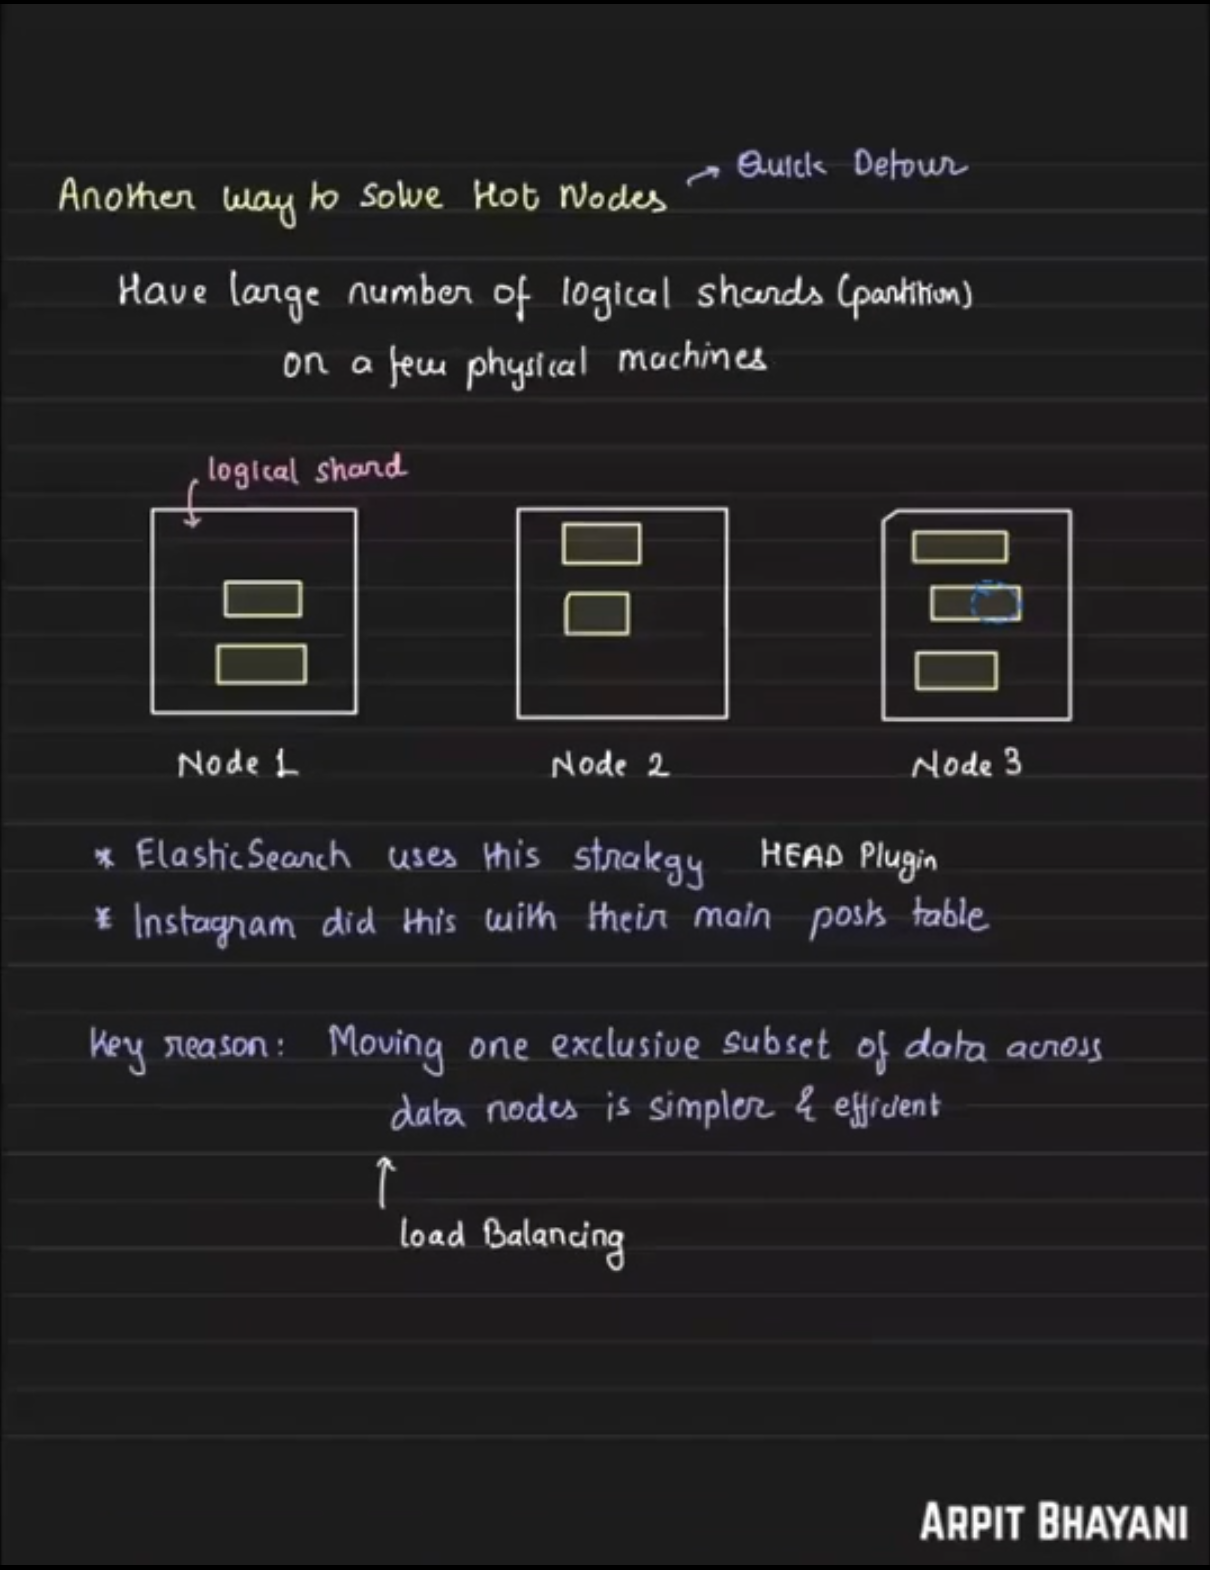 Another way to solve Hot Nodes
Quick Detour
Have large number of logical shards (partition)
on a few physical machines
logical shard
Node 1
Node 2
Node 3
* ElasticSearch uses this strategy HEAD Plugin
* Instagram did this with their main posts table
Key reason: Moving one exclusive subset of data across
data nodes is simpler & efficient
load Balancing
ARPIT BHAYANI